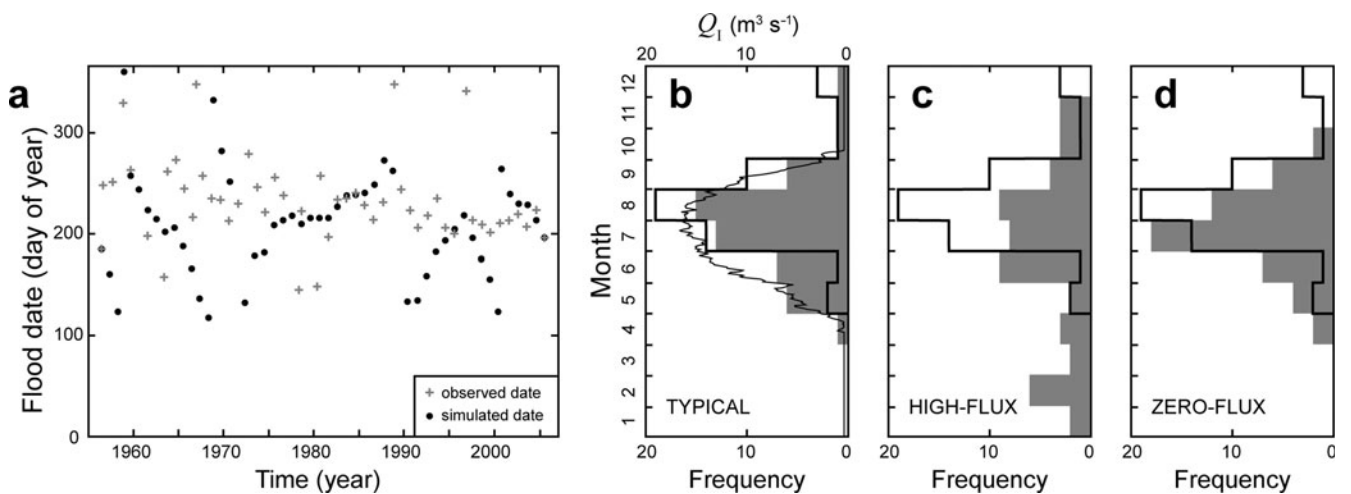 a
Flood date (day of year)
300
200
100
0
1960
1970
1980
1990
2000
Time (year)
observed date
simulated date
Q_I (m³ s⁻¹)
20
10
0
b
Month
12
11
10
9
8
7
6
5
4
3
2
1
TYPICAL
20
10
0
Frequency
c
HIGH-FLUX
20
10
0
Frequency
d
ZERO-FLUX
20
10
0
Frequency